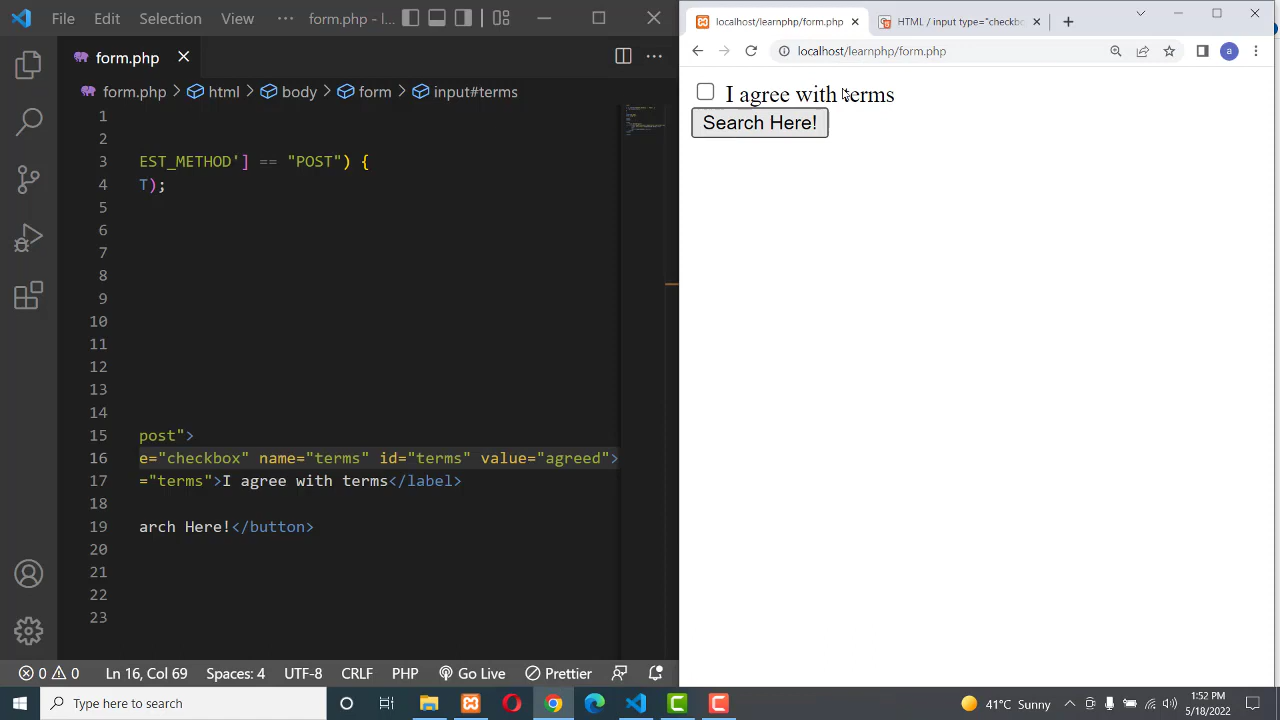 File Edit Selection View ··· form.php - l...
form.php
form.php > html > body > form > input#terms
1
2
3 EST_METHOD'] == "POST") {
4 T);
5
6
7
8
9
10
11
12
13
14
15 post">
16 e="checkbox" name="terms" id="terms" value="agreed">
17 ="terms">I agree with terms</label>
18
19 arch Here!</button>
20
21
22
23
0 0 Ln 16, Col 69 Spaces: 4 UTF-8 CRLF PHP Go Live Prettier
localhost/learnphp/form.php
HTML / input type="checkbo
localhost/learnphp/form.php
a
I agree with terms
Search Here!
Type here to search
41°F Sunny
1:52 PM
5/18/2022